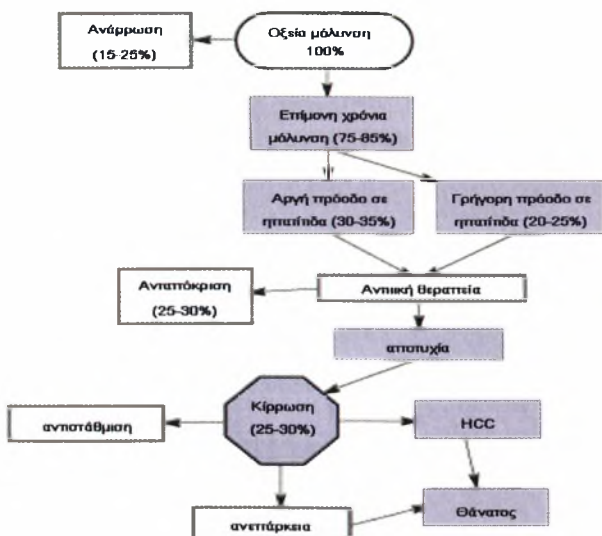 Ανάρρωση
(15-25%)
Οξεία μόλυνση
100%
Επίμονη χρόνια
μόλυνση (75-85%)
Αργή πρόοδο σε
ηπατίτιδα (30-35%)
Γρήγορη πρόοδο σε
ηπατίτιδα (20-25%)
Ανταπόκριση
(25-30%)
Αντιική θεραπεία
αποτυχία
Κίρρωση
(25-30%)
αντιστάθμιση
HCC
ανεπάρκεια
Θάνατος